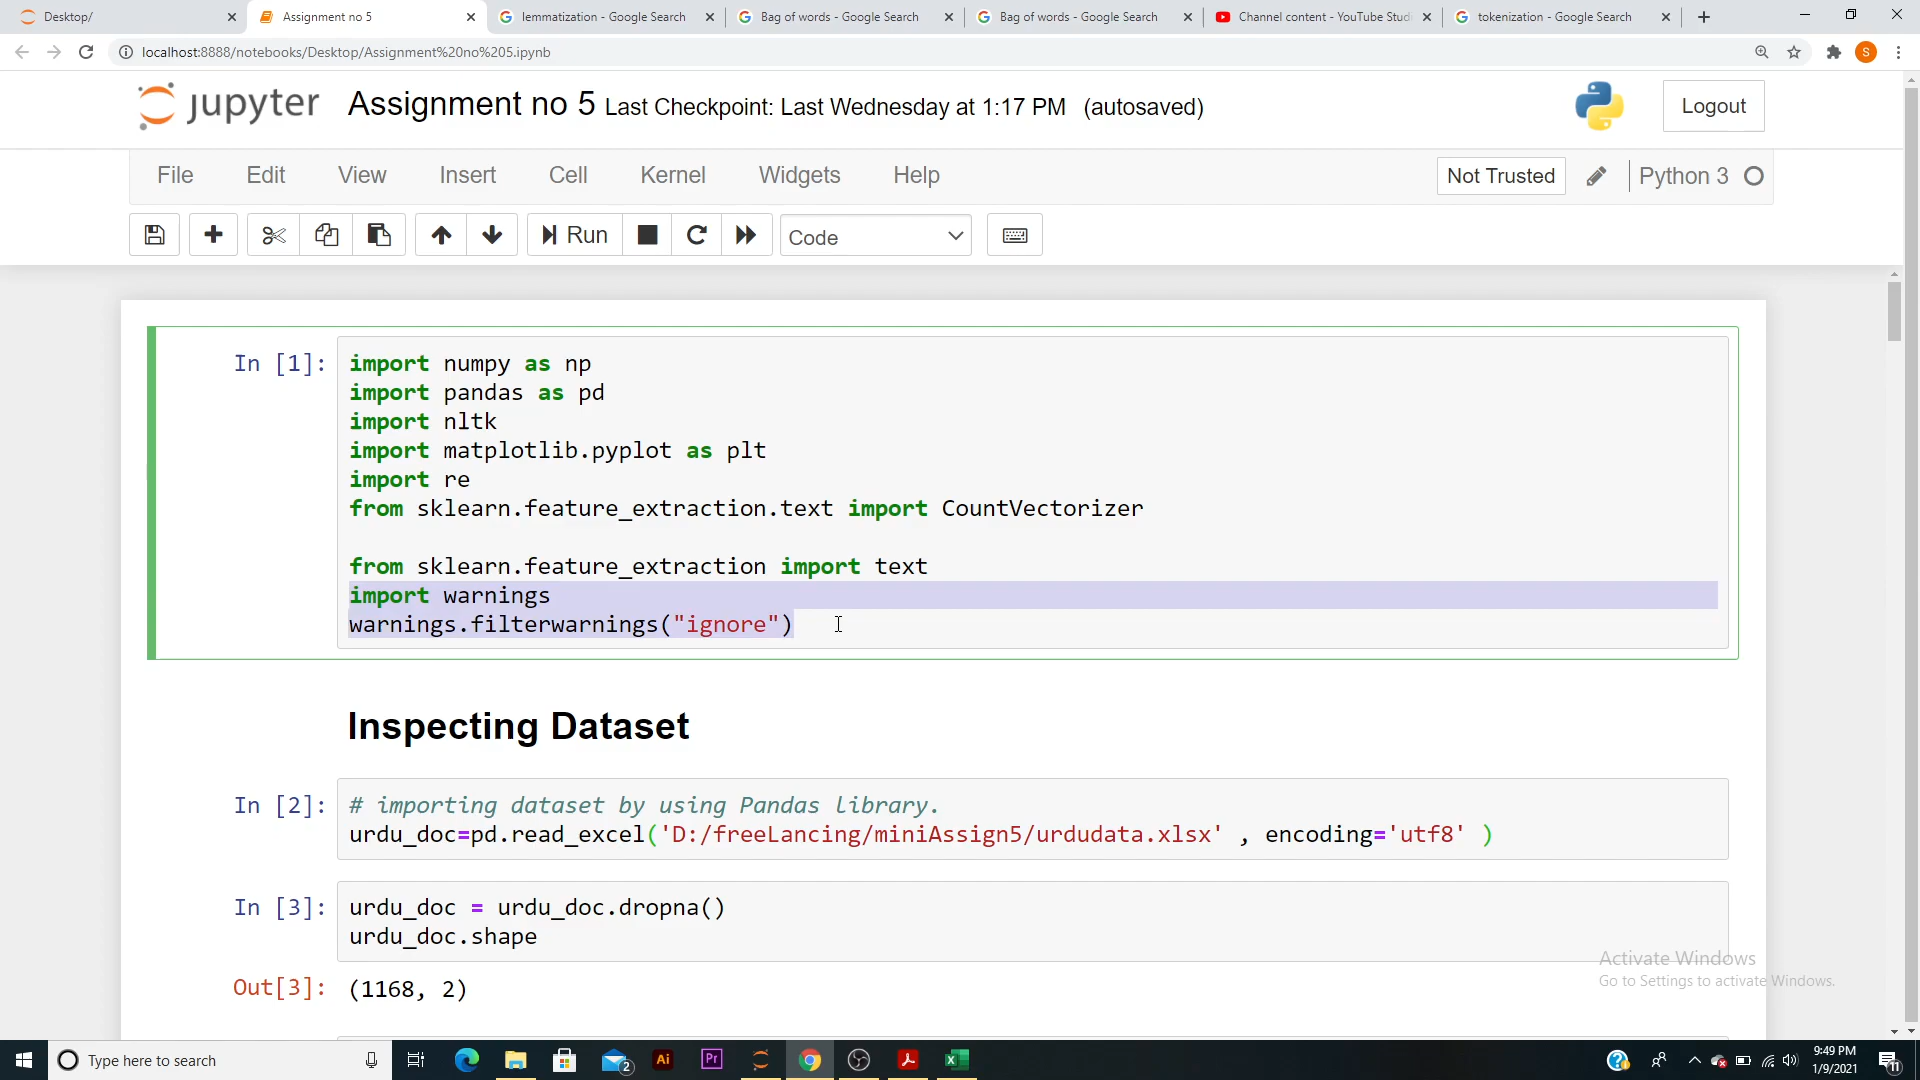 Desktop/
Assignment no 5
lemmatization - Google Search
Bag of words - Google Search
Bag of words - Google Search
Channel content - YouTube Studi
tokenization - Google Search
localhost:8888/notebooks/Desktop/Assignment%20no%205.ipynb
S
jupyter
Assignment no 5 Last Checkpoint: Last Wednesday at 1:17 PM (autosaved)
Logout
File Edit View Insert Cell Kernel Widgets Help
Not Trusted
Python 3
Run
Code
In [1]:
import numpy as np
import pandas as pd
import nltk
import matplotlib.pyplot as plt
import re
from sklearn.feature_extraction.text import CountVectorizer
from sklearn.feature_extraction import text
import warnings
warnings.filterwarnings("ignore")
Inspecting Dataset
In [2]:
# importing dataset by using Pandas library.
urdu_doc=pd.read_excel('D:/freeLancing/miniAssign5/urdudata.xlsx' , encoding='utf8' )
In [3]:
urdu_doc = urdu_doc.dropna()
urdu_doc.shape
Out[3]: (1168, 2)
Activate Windows
Go to Settings to activate Windows.
Type here to search
2
Ai
Pr
9:49 PM
1/9/2021
11